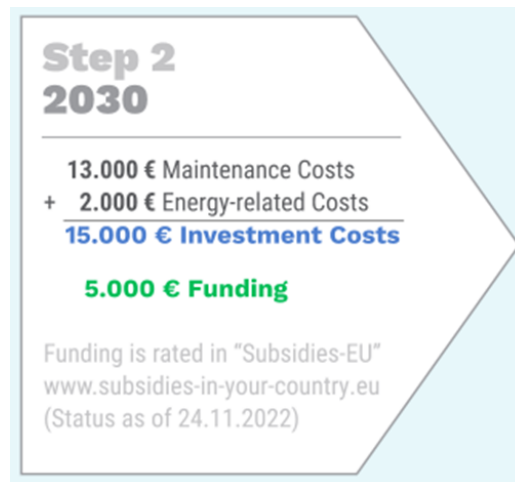 Step 2
2030
13.000 € Maintenance Costs
+ 2.000 € Energy-related Costs
15.000 € Investment Costs
5.000 € Funding
Funding is rated in “Subsidies-EU”
www.subsidies-in-your-country.eu
(Status as of 24.11.2022)